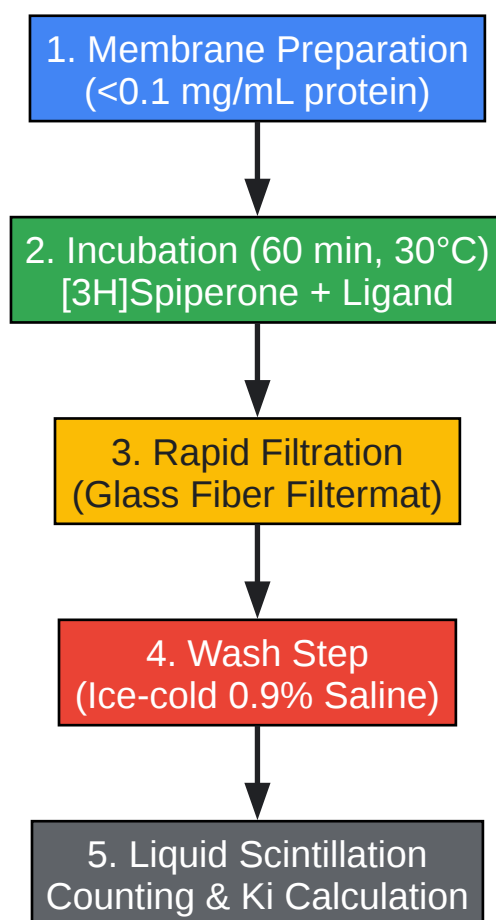 1. Membrane Preparation
(<0.1 mg/mL protein)
2. Incubation (60 min, 30°C)
[3H]Spiperone + Ligand
3. Rapid Filtration
(Glass Fiber Filtermat)
4. Wash Step
(Ice-cold 0.9% Saline)
5. Liquid Scintillation
Counting & Ki Calculation